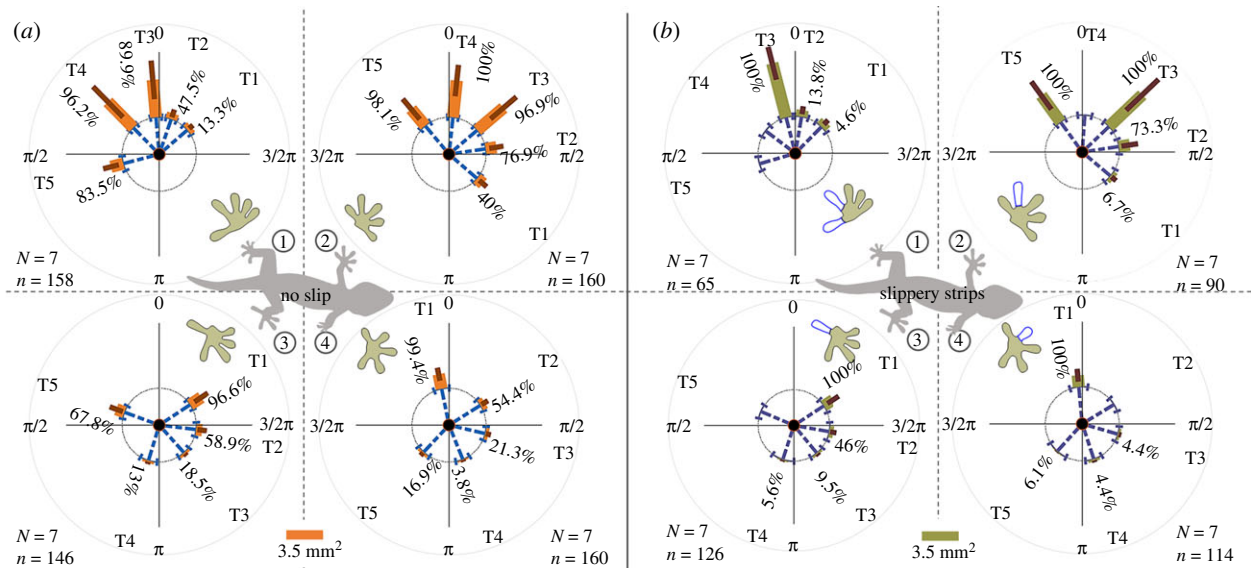 (a)
0
T3
T2
T4
T1
89.9%
96.2%
47.5%
13.3%
π/2
3/2π
T5
83.5%
N = 7
n = 158
π
①
0
T4
T5
T3
100%
98.1%
96.9%
T2
76.9%
3/2π
π/2
40%
T1
N = 7
n = 160
②
no slip
0
T1
T5
96.6%
67.8%
π/2
3/2π
58.9%
T2
13%
18.5%
T3
T4
π
N = 7
n = 146
③
T1
0
T2
99.4%
54.4%
3/2π
π/2
21.3%
T3
16.9%
3.8%
T5
T4
N = 7
n = 160
④
3.5 mm²
(b)
0
T3
T2
T4
T1
100%
13.8%
4.6%
π/2
3/2π
T5
N = 7
n = 65
π
①
0
T4
T5
T3
100%
100%
73.3%
T2
3/2π
π/2
6.7%
T1
N = 7
n = 90
②
slippery strips
0
T1
T5
100%
π/2
3/2π
46%
T2
5.6%
9.5%
T3
T4
π
N = 7
n = 126
③
T1
0
T2
100%
3/2π
π/2
4.4%
T3
6.1%
4.4%
T5
T4
N = 7
n = 114
④
3.5 mm²